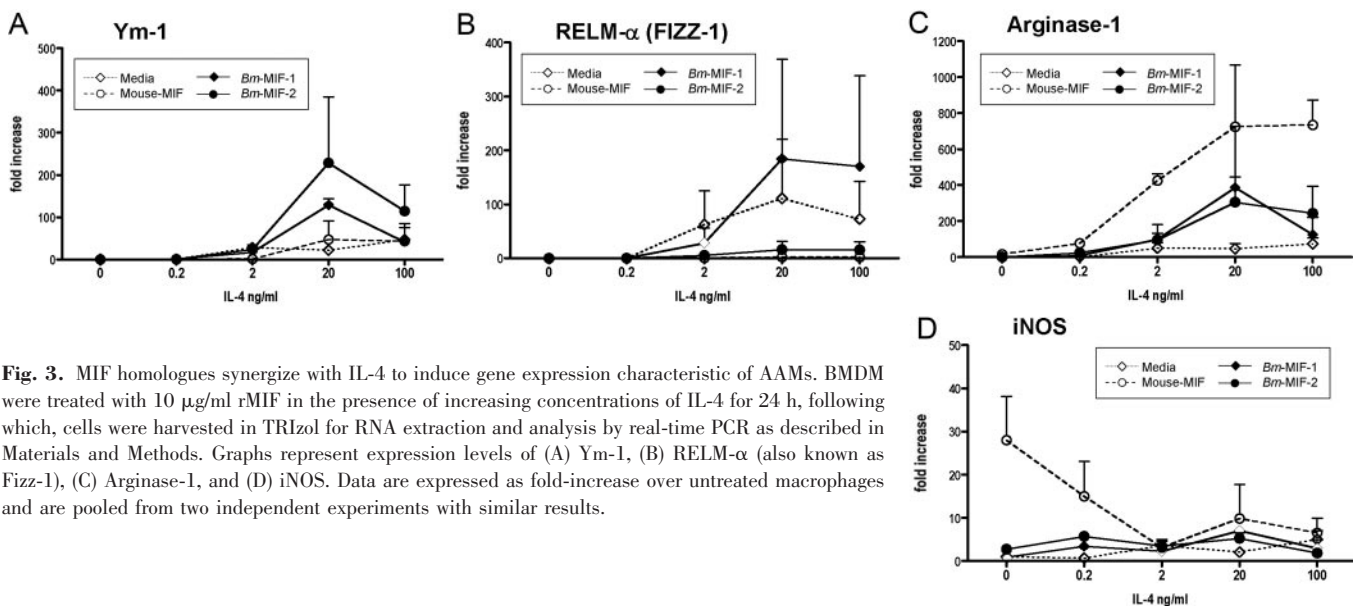 A
Ym-1
500
400
300
200
100
0
fold increase
Media
Mouse-MIF
Bm-MIF-1
Bm-MIF-2
0 0.2 2 20 100
IL-4 ng/ml
B
RELM-α (FIZZ-1)
400
300
200
100
0
fold increase
Media
Mouse-MIF
Bm-MIF-1
Bm-MIF-2
0 0.2 2 20 100
IL-4 ng/ml
C
Arginase-1
1200
1000
800
600
400
200
0
fold increase
Media
Mouse-MIF
Bm-MIF-1
Bm-MIF-2
0 0.2 2 20 100
IL-4 ng/ml
D
iNOS
50
40
30
20
10
0
fold increase
Media
Mouse-MIF
Bm-MIF-1
Bm-MIF-2
0 0.2 2 20 100
IL-4 ng/ml
Fig. 3. MIF homologues synergize with IL-4 to induce gene expression characteristic of AAMs. BMDM
were treated with 10 μg/ml rMIF in the presence of increasing concentrations of IL-4 for 24 h, following
which, cells were harvested in TRIzol for RNA extraction and analysis by real-time PCR as described in
Materials and Methods. Graphs represent expression levels of (A) Ym-1, (B) RELM-α (also known as
Fizz-1), (C) Arginase-1, and (D) iNOS. Data are expressed as fold-increase over untreated macrophages
and are pooled from two independent experiments with similar results.